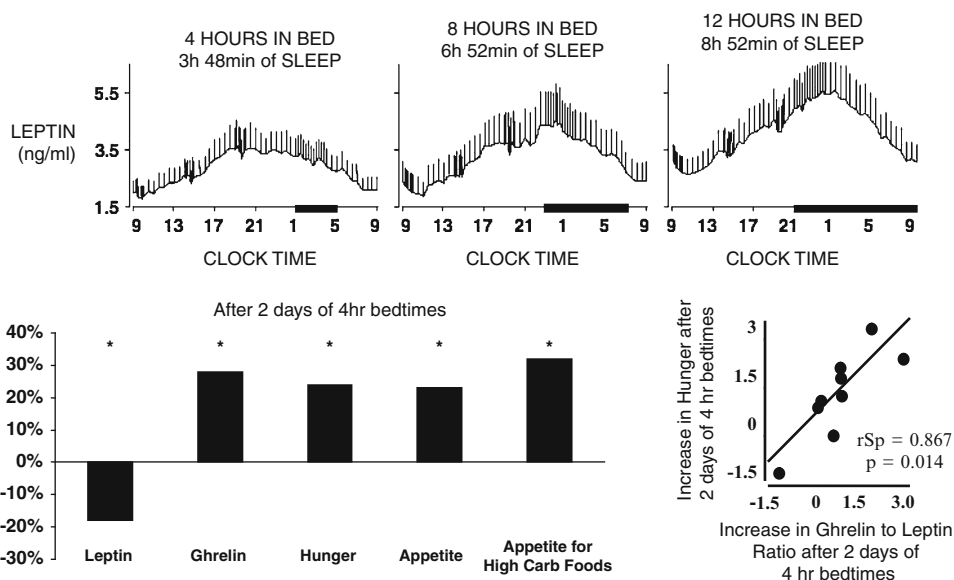 4 HOURS IN BED
3h 48min of SLEEP
8 HOURS IN BED
6h 52min of SLEEP
12 HOURS IN BED
8h 52min of SLEEP
LEPTIN
(ng/ml)
5.5
3.5
1.5
9 13 17 21 1 5 9
9 13 17 21 1 5 9
9 13 17 21 1 5 9
CLOCK TIME
CLOCK TIME
CLOCK TIME
After 2 days of 4hr bedtimes
40%
30%
20%
10%
0%
-10%
-20%
-30%
* * * * *
Leptin
Ghrelin
Hunger
Appetite
Appetite for
High Carb Foods
Increase in Hunger after
2 days of 4 hr bedtimes
3
1.5
0
-1.5
rSp = 0.867
p = 0.014
-1.5 0 1.5 3.0
Increase in Ghrelin to Leptin
Ratio after 2 days of
4 hr bedtimes